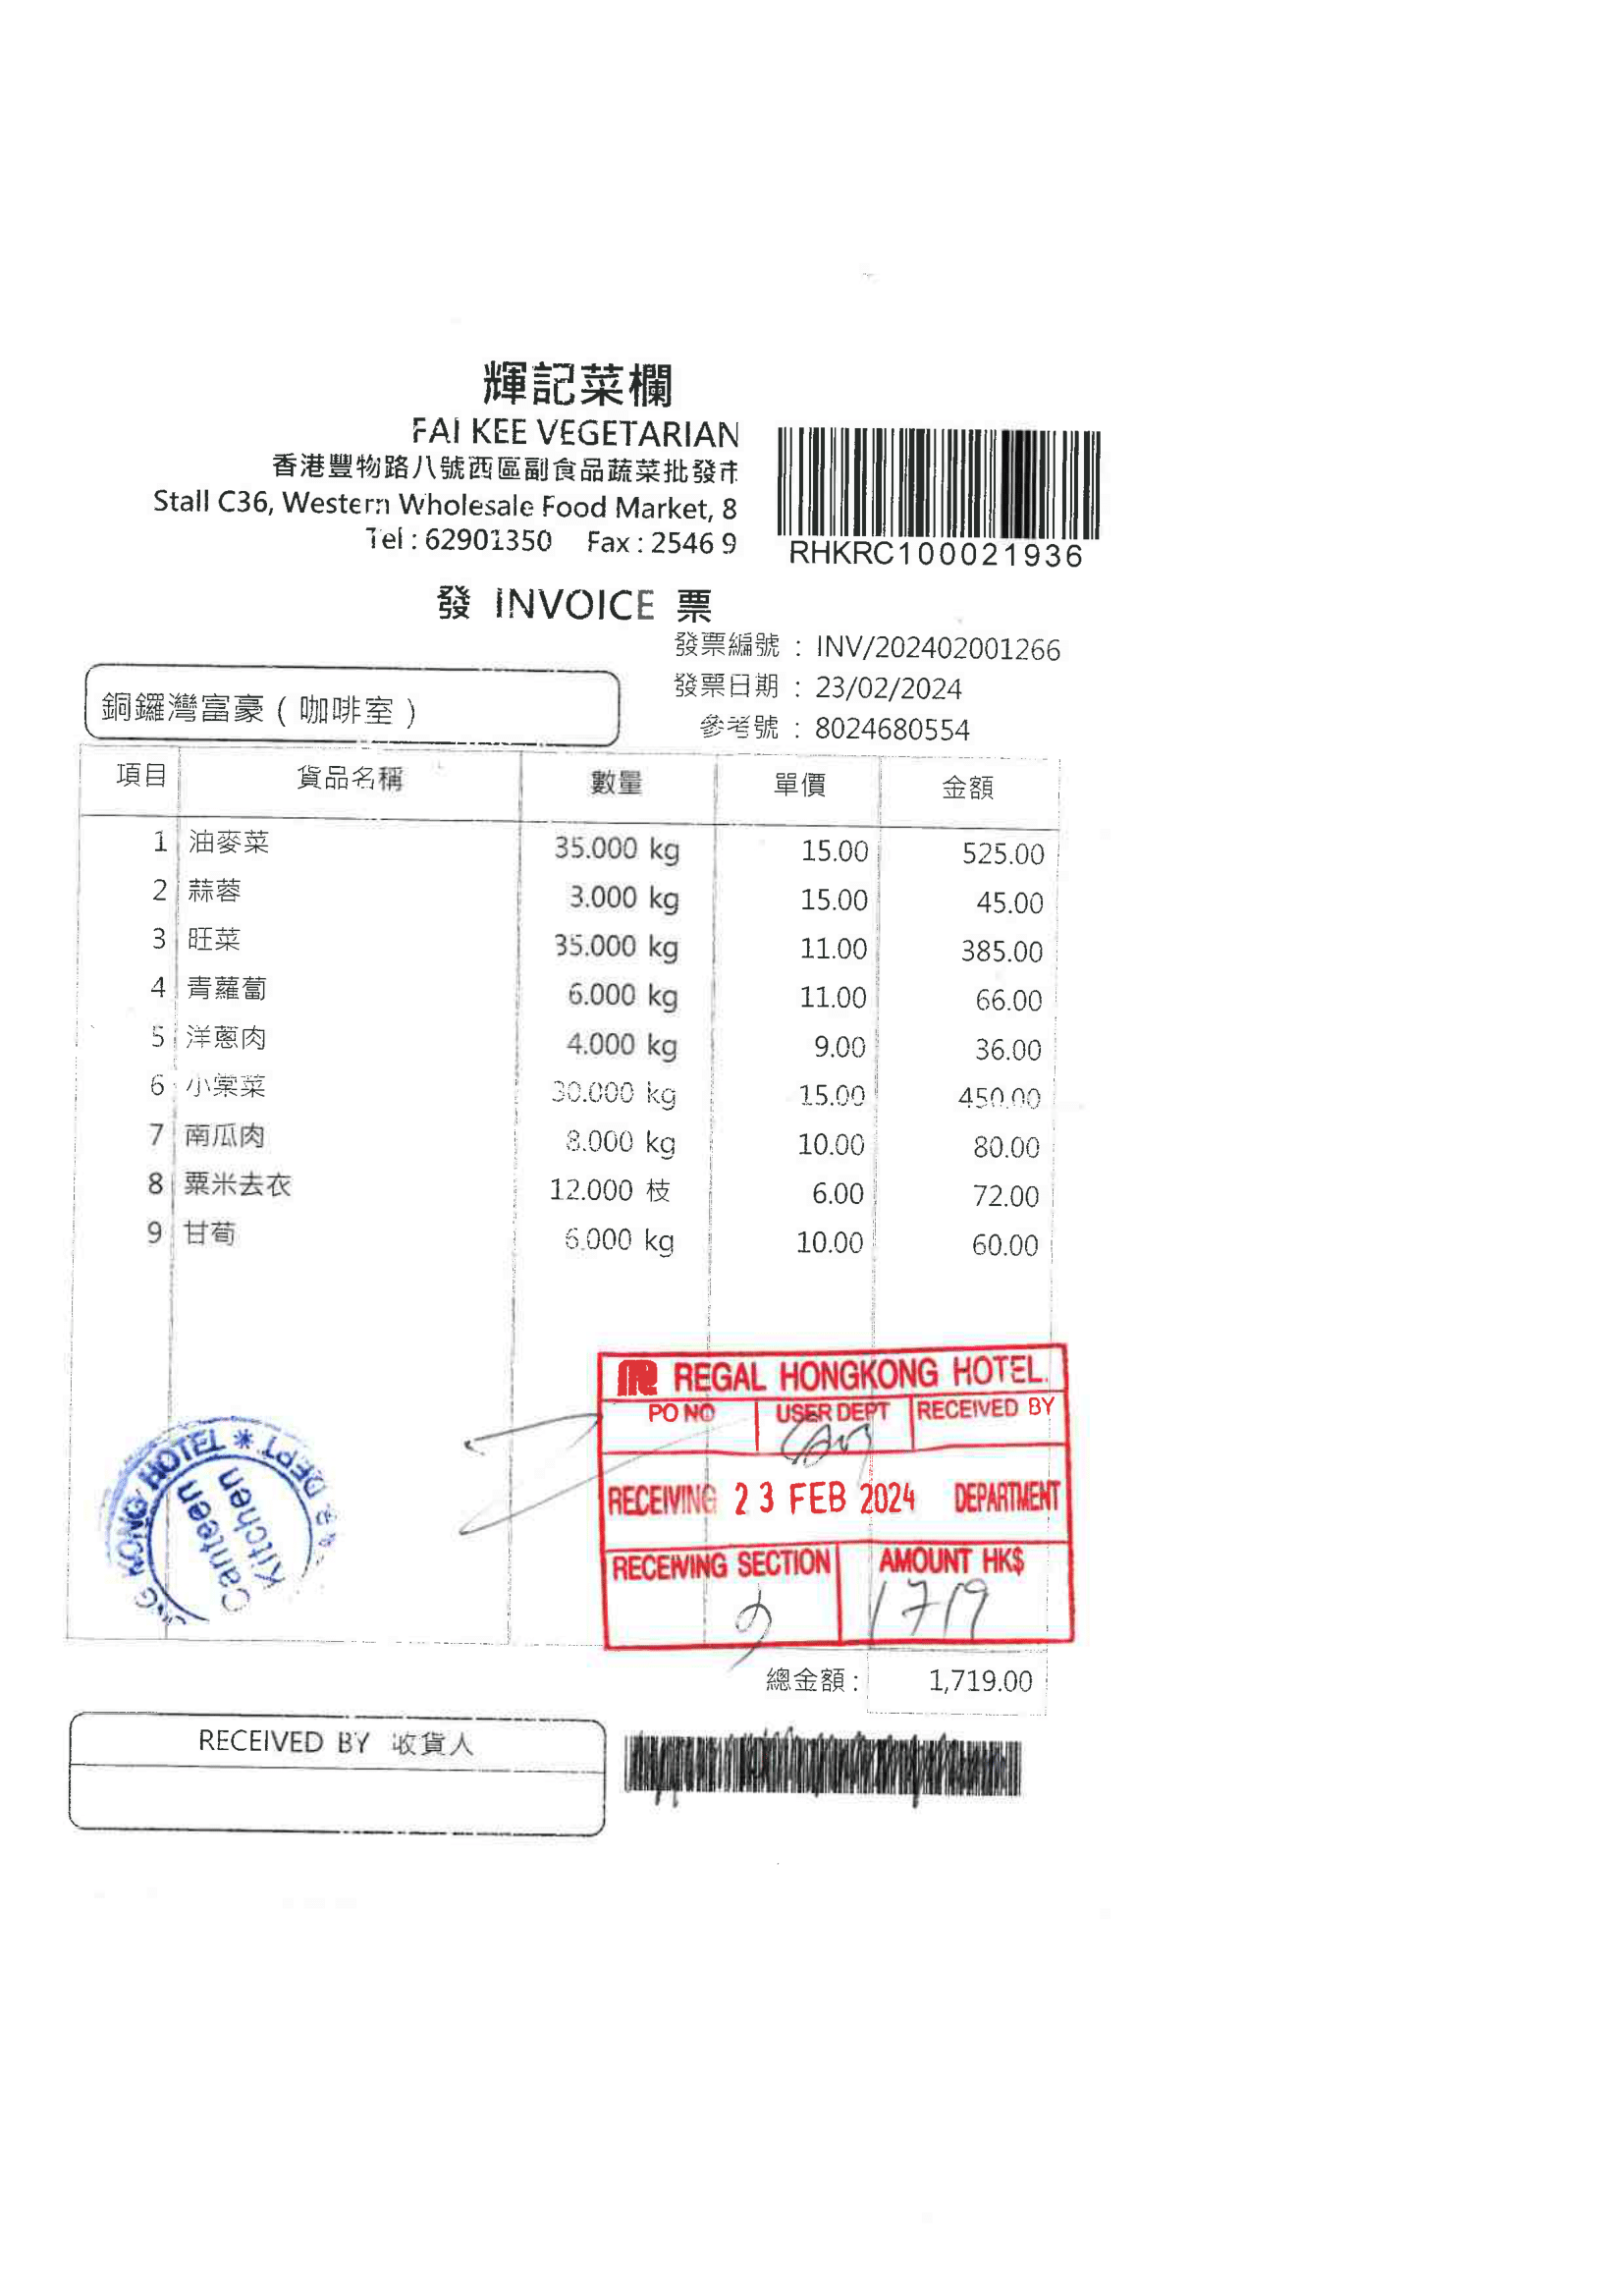 輝記菜欄
FAI KEE VEGETARIAN
香港豐物路八號西區副食品蔬菜批發市
Stall C36, Western Wholesale Food Market, 8
Tel : 62901350 Fax : 2546 9
RHKRC100021936
發 INVOICE 票
發票編號 : INV/202402001266
發票日期 : 23/02/2024
參考號 : 8024680554
銅鑼灣富豪 ( 咖啡室 )
項目 貨品名稱 數量 單價 金額
1 油麥菜 35.000 kg 15.00 525.00
2 蒜蓉 3.000 kg 15.00 45.00
3 旺菜 35.000 kg 11.00 385.00
4 青蘿蔔 6.000 kg 11.00 66.00
5 洋蔥肉 4.000 kg 9.00 36.00
6 小棠菜 30.000 kg 15.00 450.00
7 南瓜肉 8.000 kg 10.00 80.00
8 粟米去衣 12.000 枝 6.00 72.00
9 甘荀 6.000 kg 10.00 60.00
REGAL HONGKONG HOTEL
PO NO USER DEPT RECEIVED BY
RECEIVING 23 FEB 2024 DEPARTMENT
RECEIVING SECTION AMOUNT HK$
1719
KONG HOTEL * DEPT
Canteen
Kitchen
總金額 : 1,719.00
RECEIVED BY 收貨人